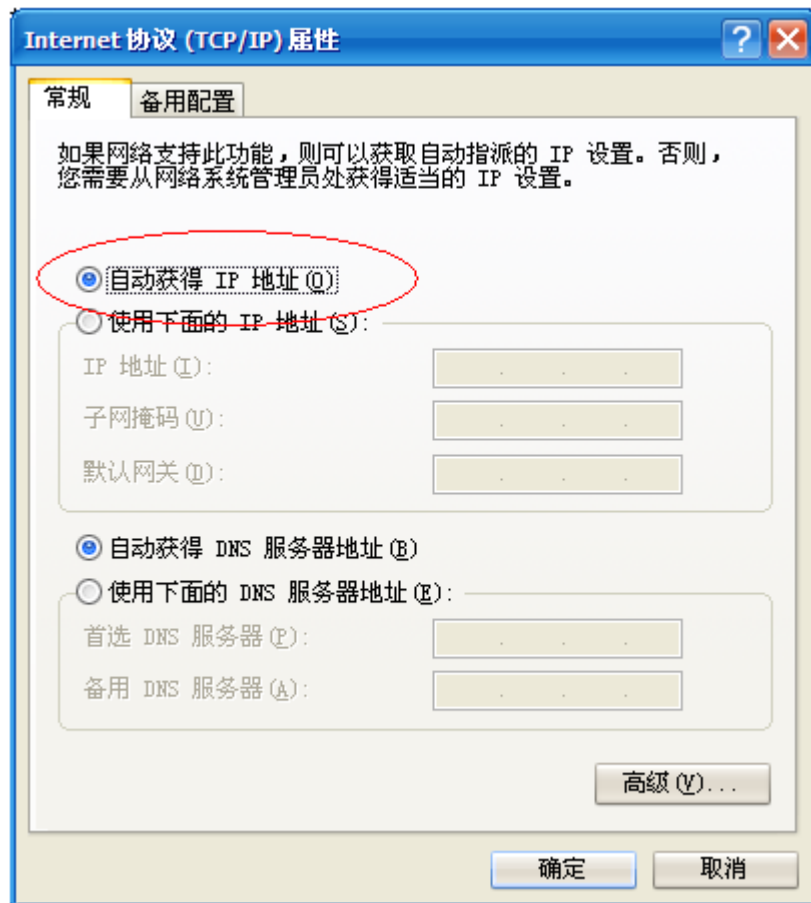 Internet 协议 (TCP/IP) 属性
常规
备用配置
如果网络支持此功能，则可以获取自动指派的 IP 设置。否则，
您需要从网络系统管理员处获得适当的 IP 设置。
自动获得 IP 地址(O)
使用下面的 IP 地址(S):
IP 地址(I):
子网掩码(U):
默认网关(D):
自动获得 DNS 服务器地址(B)
使用下面的 DNS 服务器地址(E):
首选 DNS 服务器(P):
备用 DNS 服务器(A):
高级(V)...
确定
取消